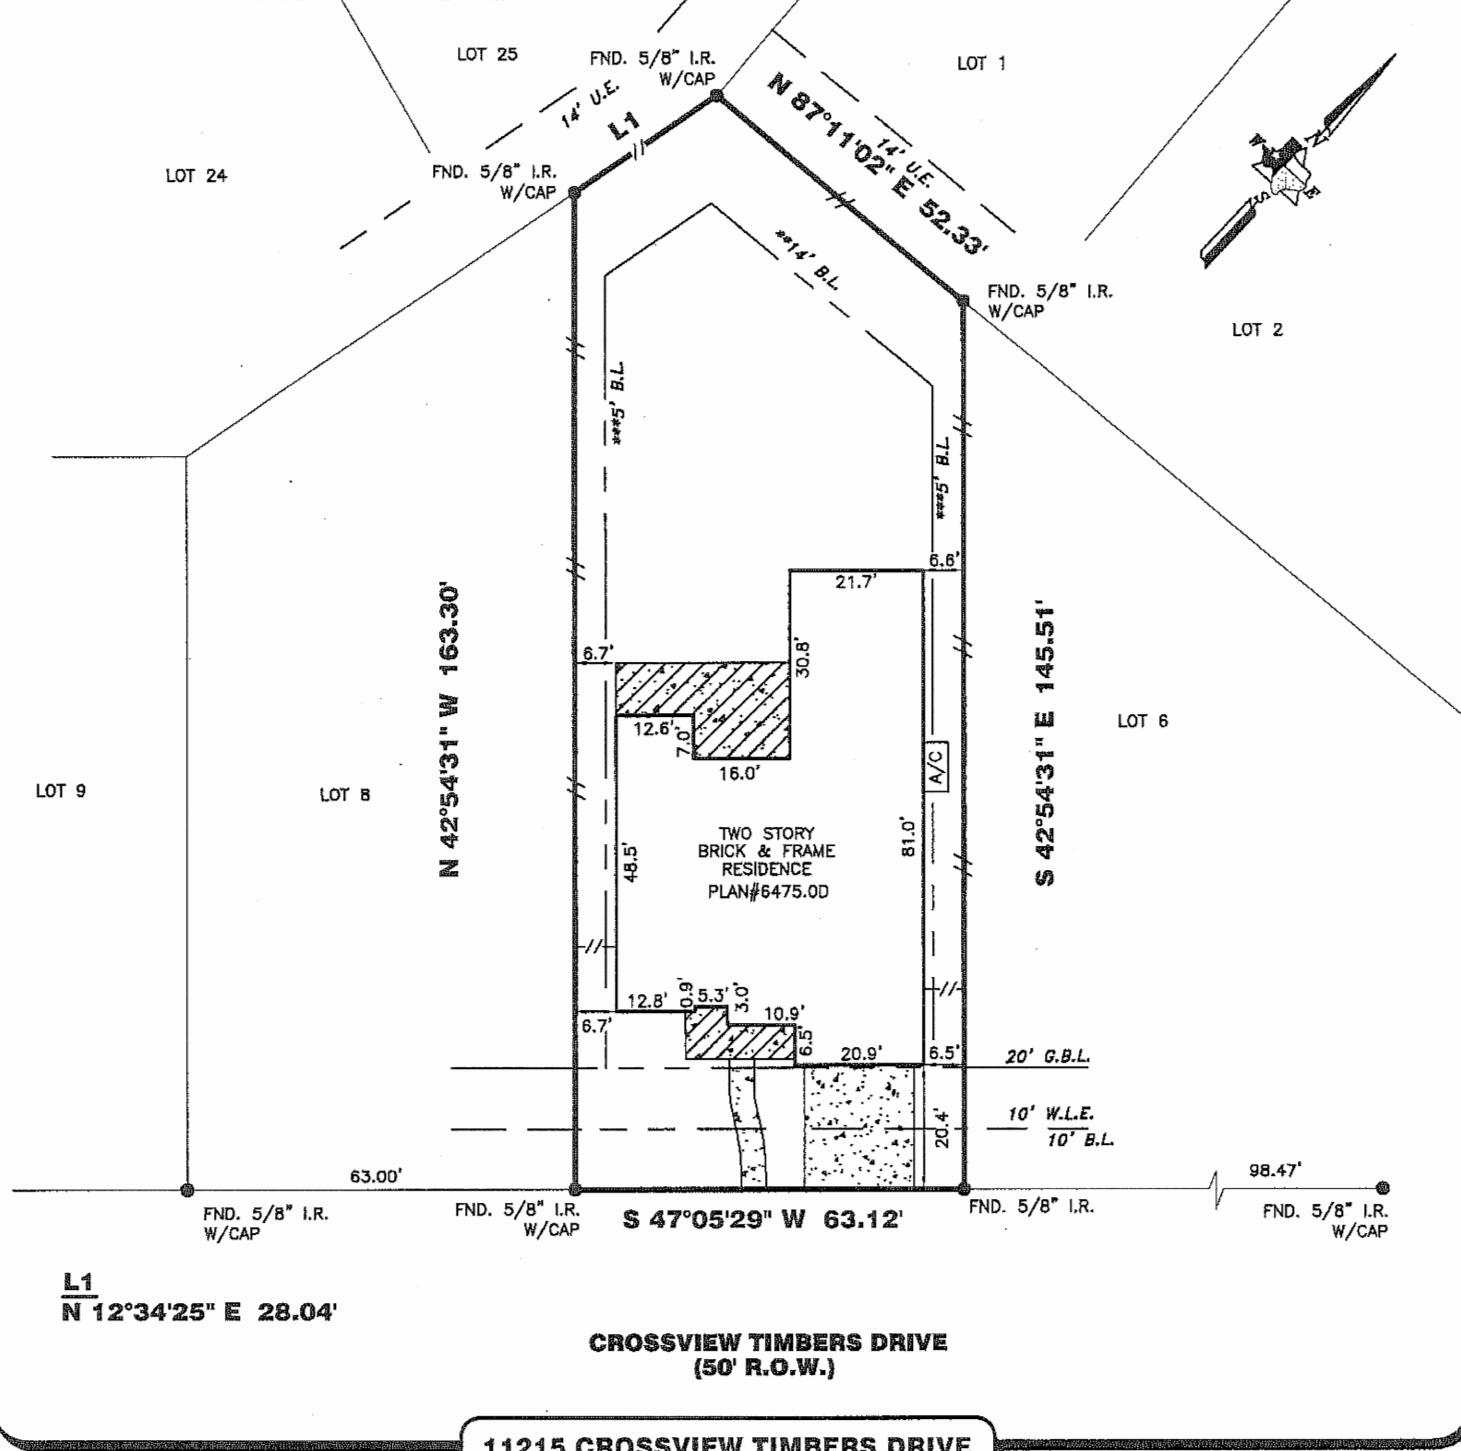 LOT 25
FND. 5/8" I.R.
W/CAP
LOT 1
14' U.E.
L1
N 87°11'02" E 52.33'
14' U.E.
W
N
S
E
FND. 5/8" I.R.
W/CAP
LOT 24
**14' B.L.
FND. 5/8" I.R.
W/CAP
LOT 2
***5' B.L.
***5' B.L.
6.6'
21.7'
N 42°54'31" W 163.30'
S 42°54'31" E 145.51'
6.7'
30.8'
12.6'
7.0'
16.0'
LOT 6
A/C
LOT 9
LOT 8
TWO STORY
BRICK & FRAME
RESIDENCE
PLAN#6475.0D
48.5'
81.0'
12.8'
0.9'
5.3'
3.0'
10.9'
6.7'
6.5'
20.9'
6.5'
20' G.B.L.
10' W.L.E.
10' B.L.
20.4'
63.00'
98.47'
FND. 5/8" I.R.
W/CAP
FND. 5/8" I.R.
W/CAP
S 47°05'29" W 63.12'
FND. 5/8" I.R.
FND. 5/8" I.R.
W/CAP
L1
N 12°34'25" E 28.04'
CROSSVIEW TIMBERS DRIVE
(50' R.O.W.)
11215 CROSSVIEW TIMBERS DRIVE